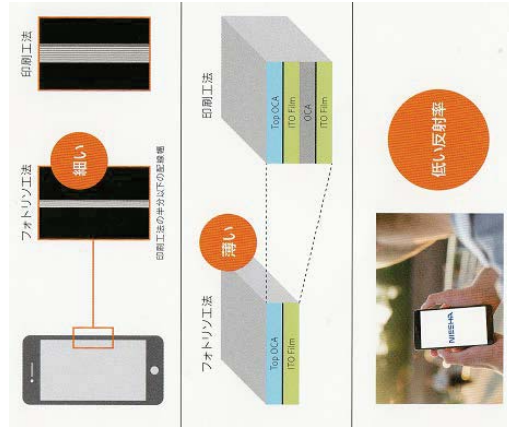 フォトリソ工法
印刷工法
細い
印刷工法の半分以下の配線幅
フォトリソ工法
印刷工法
薄い
Top OCA
ITO Film
Top OCA
ITO Film
OCA
ITO Film
低い反射率
NISSHA